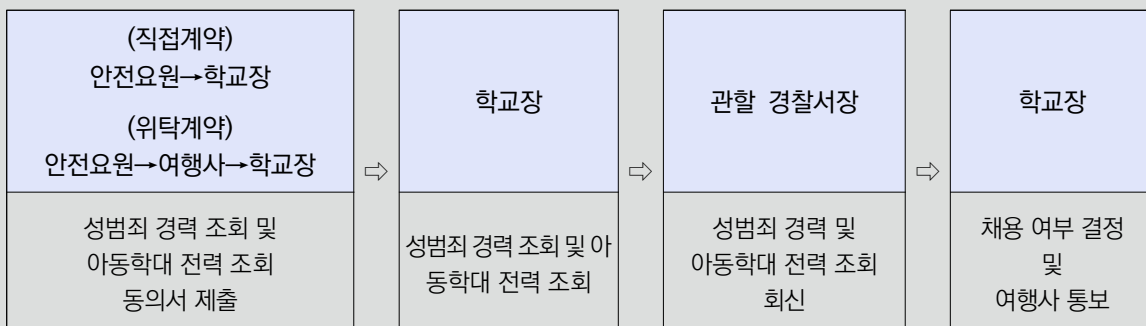 (직접계약)
안전요원→학교장
(위탁계약)
안전요원→여행사→학교장
성범죄 경력 조회 및
아동학대 전력 조회
동의서 제출
⇨
학교장
성범죄 경력 조회 및 아
동학대 전력 조회
⇨
관할 경찰서장
성범죄 경력 및
아동학대 전력 조회
회신
⇨
학교장
채용 여부 결정
및
여행사 통보